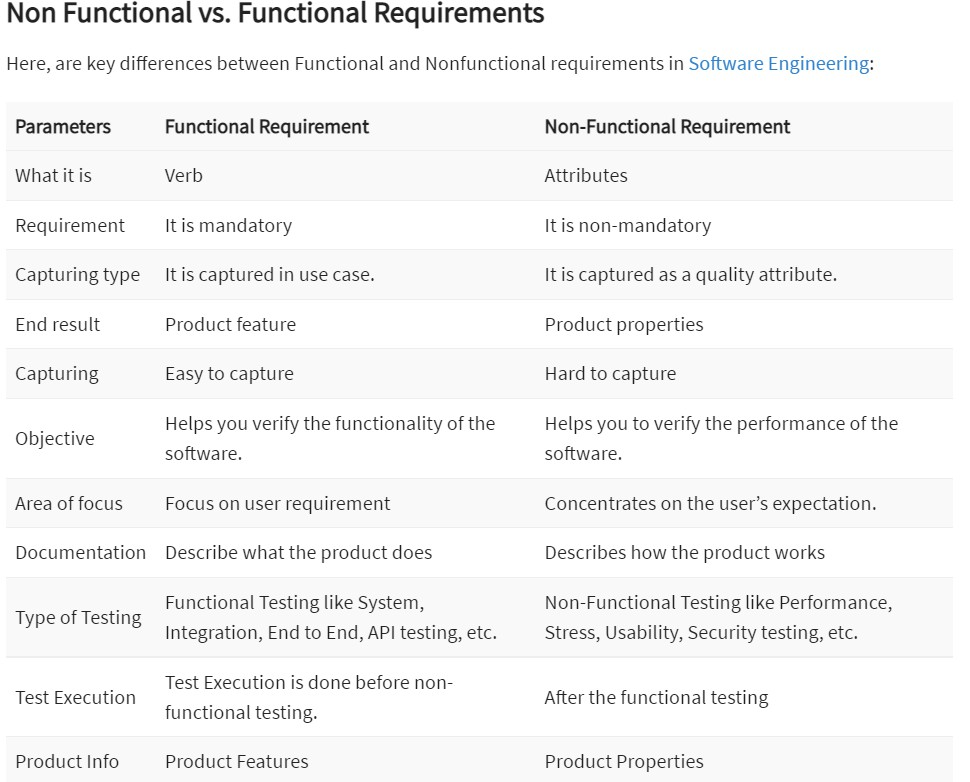 Non Functional vs. Functional Requirements
Here, are key differences between Functional and Nonfunctional requirements in Software Engineering:
Parameters Functional Requirement Non-Functional Requirement
What it is Verb Attributes
Requirement It is mandatory It is non-mandatory
Capturing type It is captured in use case. It is captured as a quality attribute.
End result Product feature Product properties
Capturing Easy to capture Hard to capture
Objective Helps you verify the functionality of the
software. Helps you to verify the performance of the
software.
Area of focus Focus on user requirement Concentrates on the user’s expectation.
Documentation Describe what the product does Describes how the product works
Type of Testing Functional Testing like System,
Integration, End to End, API testing, etc. Non-Functional Testing like Performance,
Stress, Usability, Security testing, etc.
Test Execution Test Execution is done before non-
functional testing. After the functional testing
Product Info Product Features Product Properties